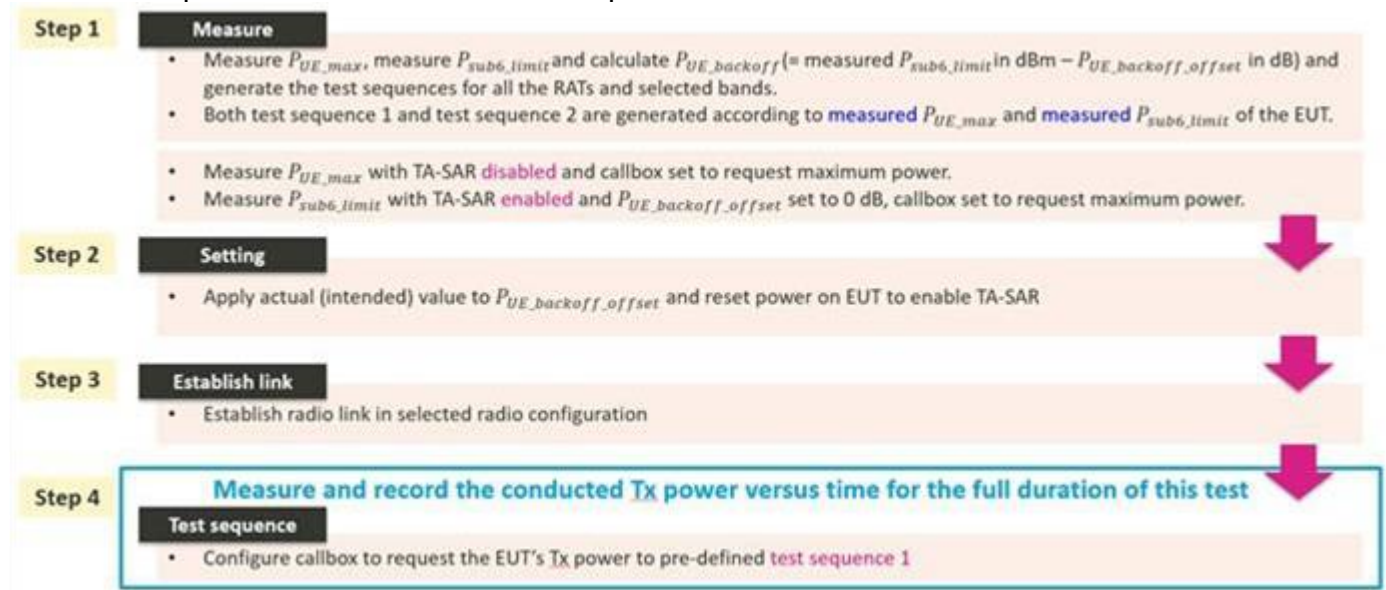 Step 1
Measure
• Measure P_UE_max, measure P_sub6_limit and calculate P_UE_backoff(= measured P_sub6_limit in dBm – P_UE_backoff_offset in dB) and
generate the test sequences for all the RATs and selected bands.
• Both test sequence 1 and test sequence 2 are generated according to measured P_UE_max and measured P_sub6_limit of the EUT.
• Measure P_UE_max with TA-SAR disabled and callbox set to request maximum power.
• Measure P_sub6_limit with TA-SAR enabled and P_UE_backoff_offset set to 0 dB, callbox set to request maximum power.
Step 2
Setting
• Apply actual (intended) value to P_UE_backoff_offset and reset power on EUT to enable TA-SAR
Step 3
Establish link
• Establish radio link in selected radio configuration
Step 4
Measure and record the conducted Tx power versus time for the full duration of this test
Test sequence
• Configure callbox to request the EUT's Tx power to pre-defined test sequence 1